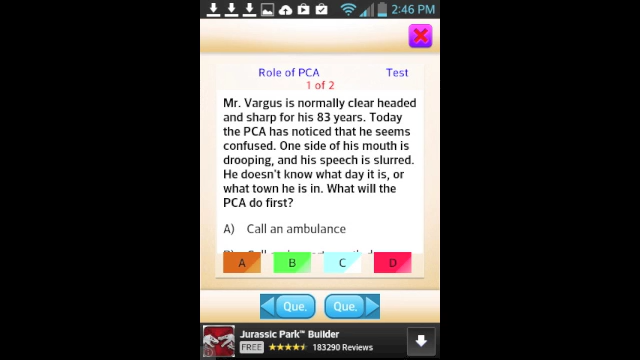 2:46 PM
Role of PCA Test
1 of 2
Mr. Vargus is normally clear headed
and sharp for his 83 years. Today
the PCA has noticed that he seems
confused. One side of his mouth is
drooping, and his speech is slurred.
He doesn't know what day it is, or
what town he is in. What will the
PCA do first?
A) Call an ambulance
A B C D
Que. Que.
Jurassic Park™ Builder
FREE 183290 Reviews